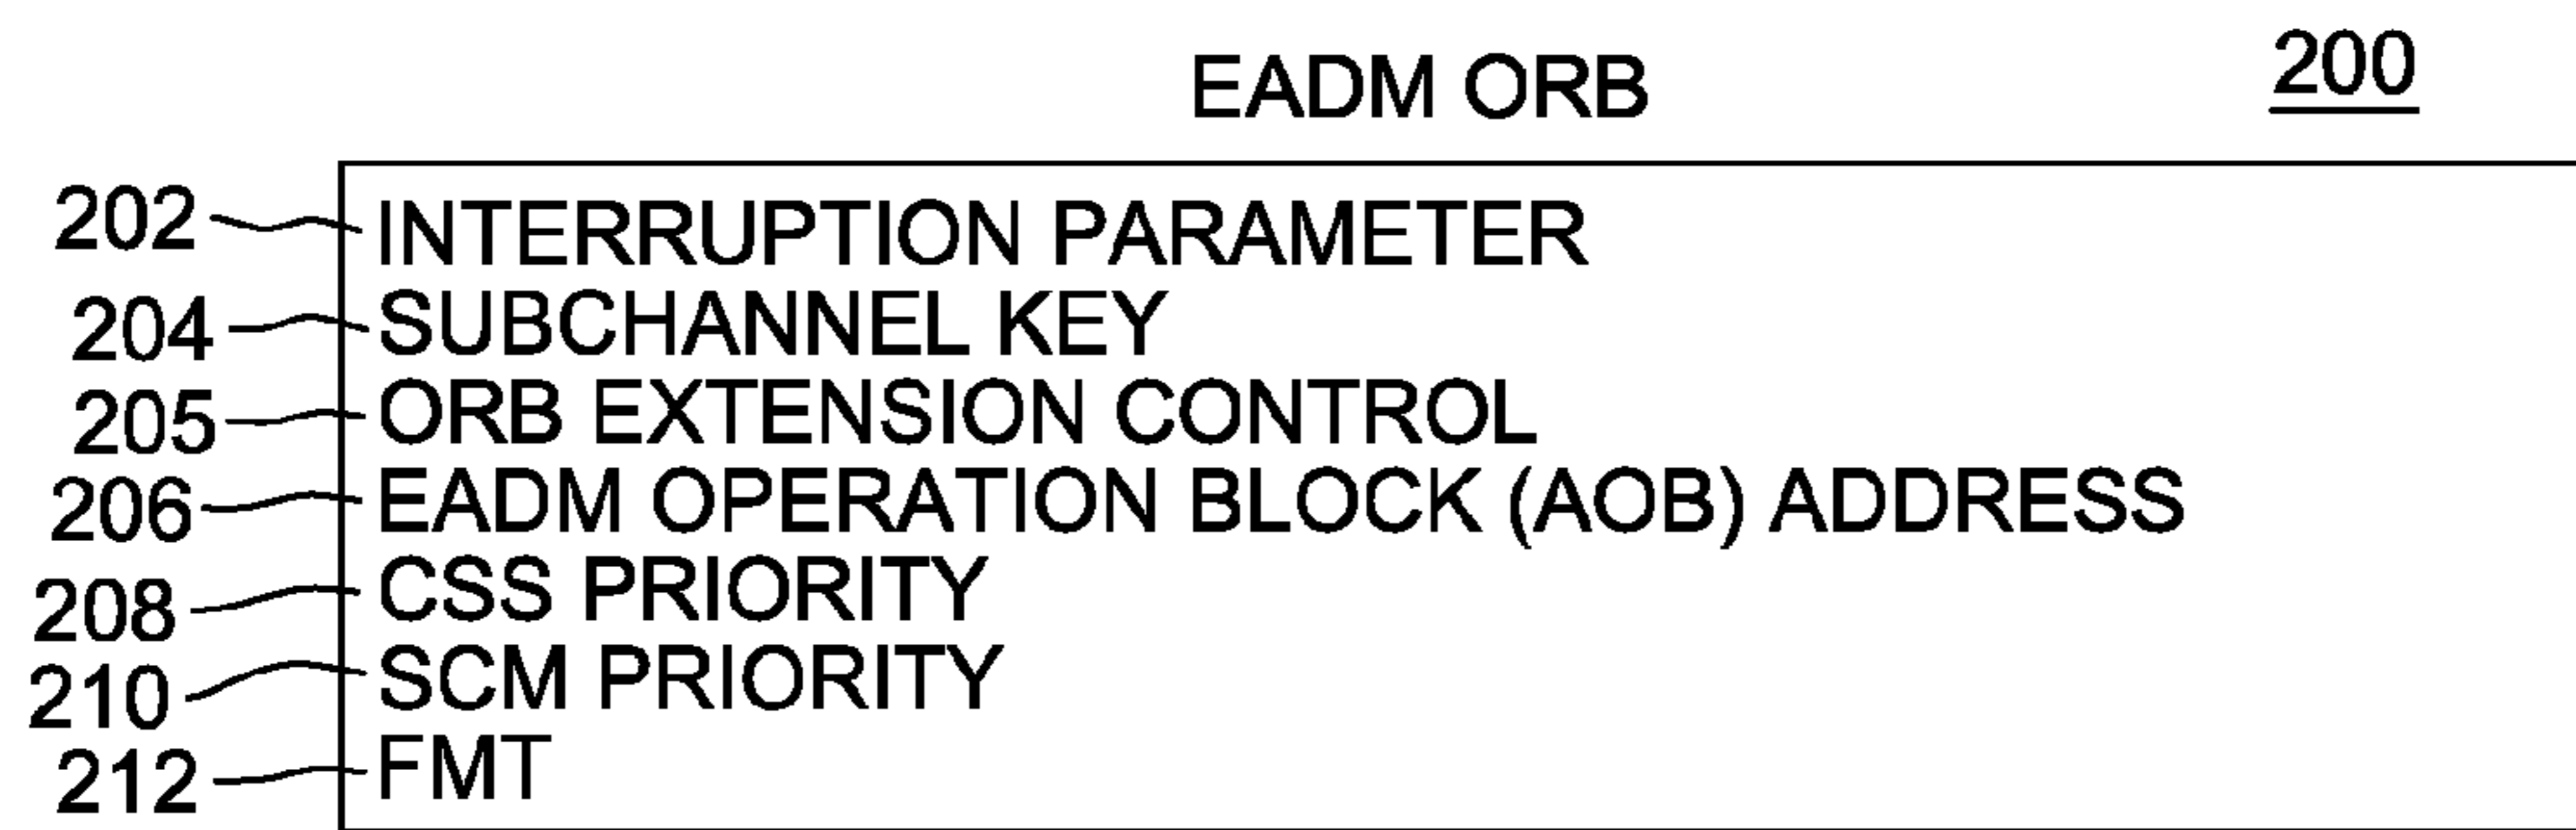 EADM ORB 200
202 INTERRUPTION PARAMETER
204 SUBCHANNEL KEY
205 ORB EXTENSION CONTROL
206 EADM OPERATION BLOCK (AOB) ADDRESS
208 CSS PRIORITY
210 SCM PRIORITY
212 FMT